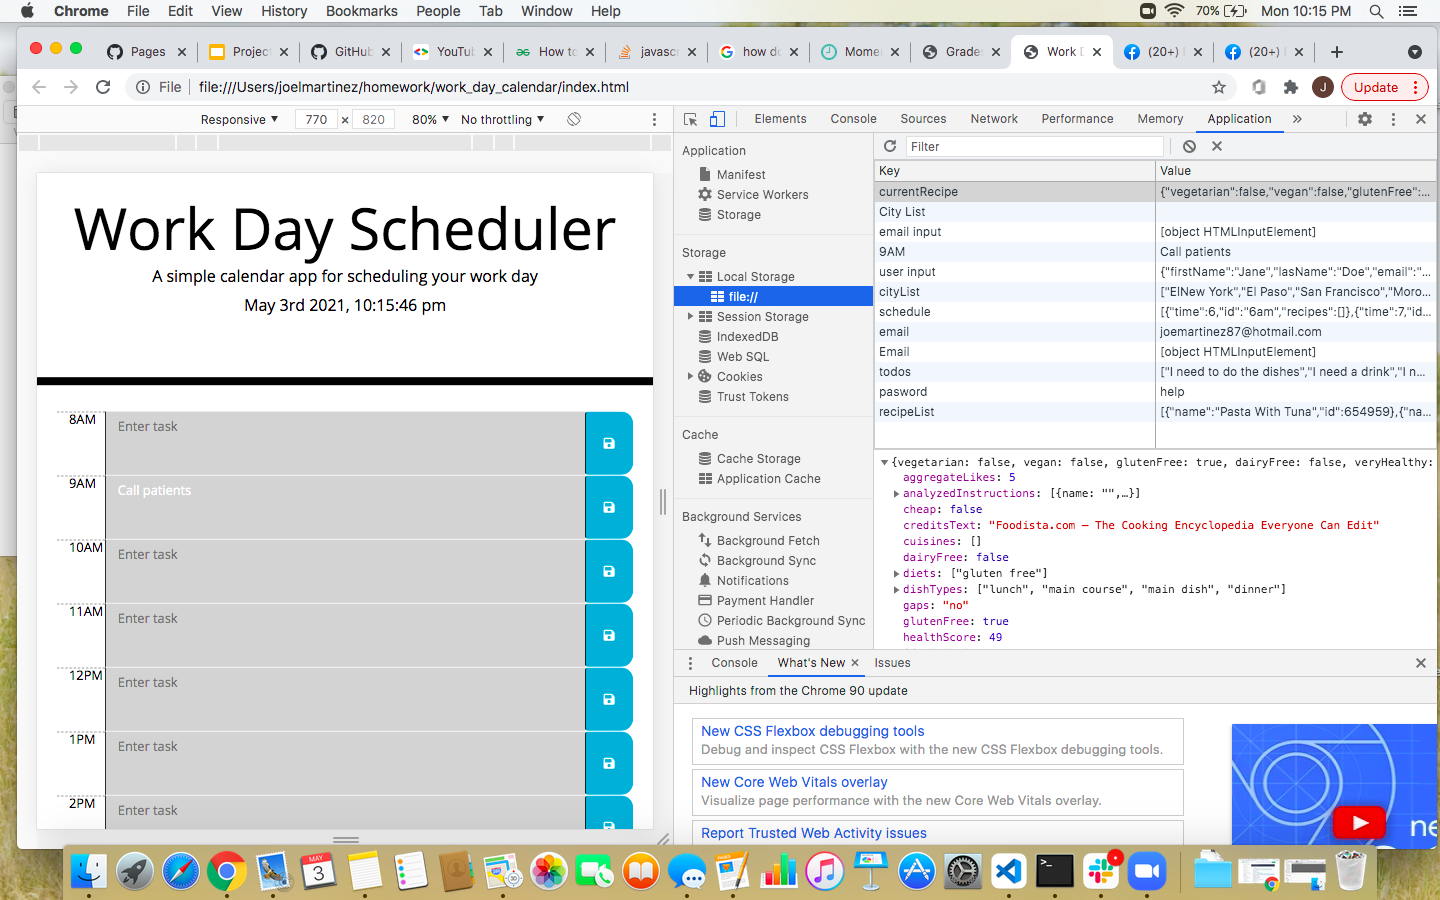 Chrome File Edit View History Bookmarks People Tab Window Help 70% Mon 10:15 PM
Pages Project GitHub YouTub How to javascr how do Mome Grades Work D (20+) (20+)
File file:///Users/joelmartinez/homework/work_day_calendar/index.html J Update
Responsive 770 × 820 80% No throttling
Elements Console Sources Network Performance Memory Application
Work Day Scheduler
A simple calendar app for scheduling your work day
May 3rd 2021, 10:15:46 pm
8AM Enter task
9AM Call patients
10AM Enter task
11AM Enter task
12PM Enter task
1PM Enter task
2PM Enter task
Application
Manifest
Service Workers
Storage
Storage
Local Storage
file://
Session Storage
IndexedDB
Web SQL
Cookies
Trust Tokens
Cache
Cache Storage
Application Cache
Background Services
Background Fetch
Background Sync
Notifications
Payment Handler
Periodic Background Sync
Push Messaging
Filter
Key Value
currentRecipe {"vegetarian":false,"vegan":false,"glutenFree":...
City List
email input [object HTMLInputElement]
9AM Call patients
user input {"firstName":"Jane","lasName":"Doe","email":"...
cityList ["ElNew York","El Paso","San Francisco","Moro...
schedule [{"time":6,"id":"6am","recipes":[]},{"time":7,"id...
email joemartinez87@hotmail.com
Email [object HTMLInputElement]
todos ["I need to do the dishes","I need a drink","I n...
pasword help
recipeList [{"name":"Pasta With Tuna","id":654959},{"na...
{vegetarian: false, vegan: false, glutenFree: true, dairyFree: false, veryHealthy:
aggregateLikes: 5
analyzedInstructions: [{name: "",…}]
cheap: false
creditsText: "Foodista.com – The Cooking Encyclopedia Everyone Can Edit"
cuisines: []
dairyFree: false
diets: ["gluten free"]
dishTypes: ["lunch", "main course", "main dish", "dinner"]
gaps: "no"
glutenFree: true
healthScore: 49
Console What's New Issues
Highlights from the Chrome 90 update
New CSS Flexbox debugging tools
Debug and inspect CSS Flexbox with the new CSS Flexbox debugging tools.
New Core Web Vitals overlay
Visualize page performance with the new Core Web Vitals overlay.
Report Trusted Web Activity issues
ne
MAY
3